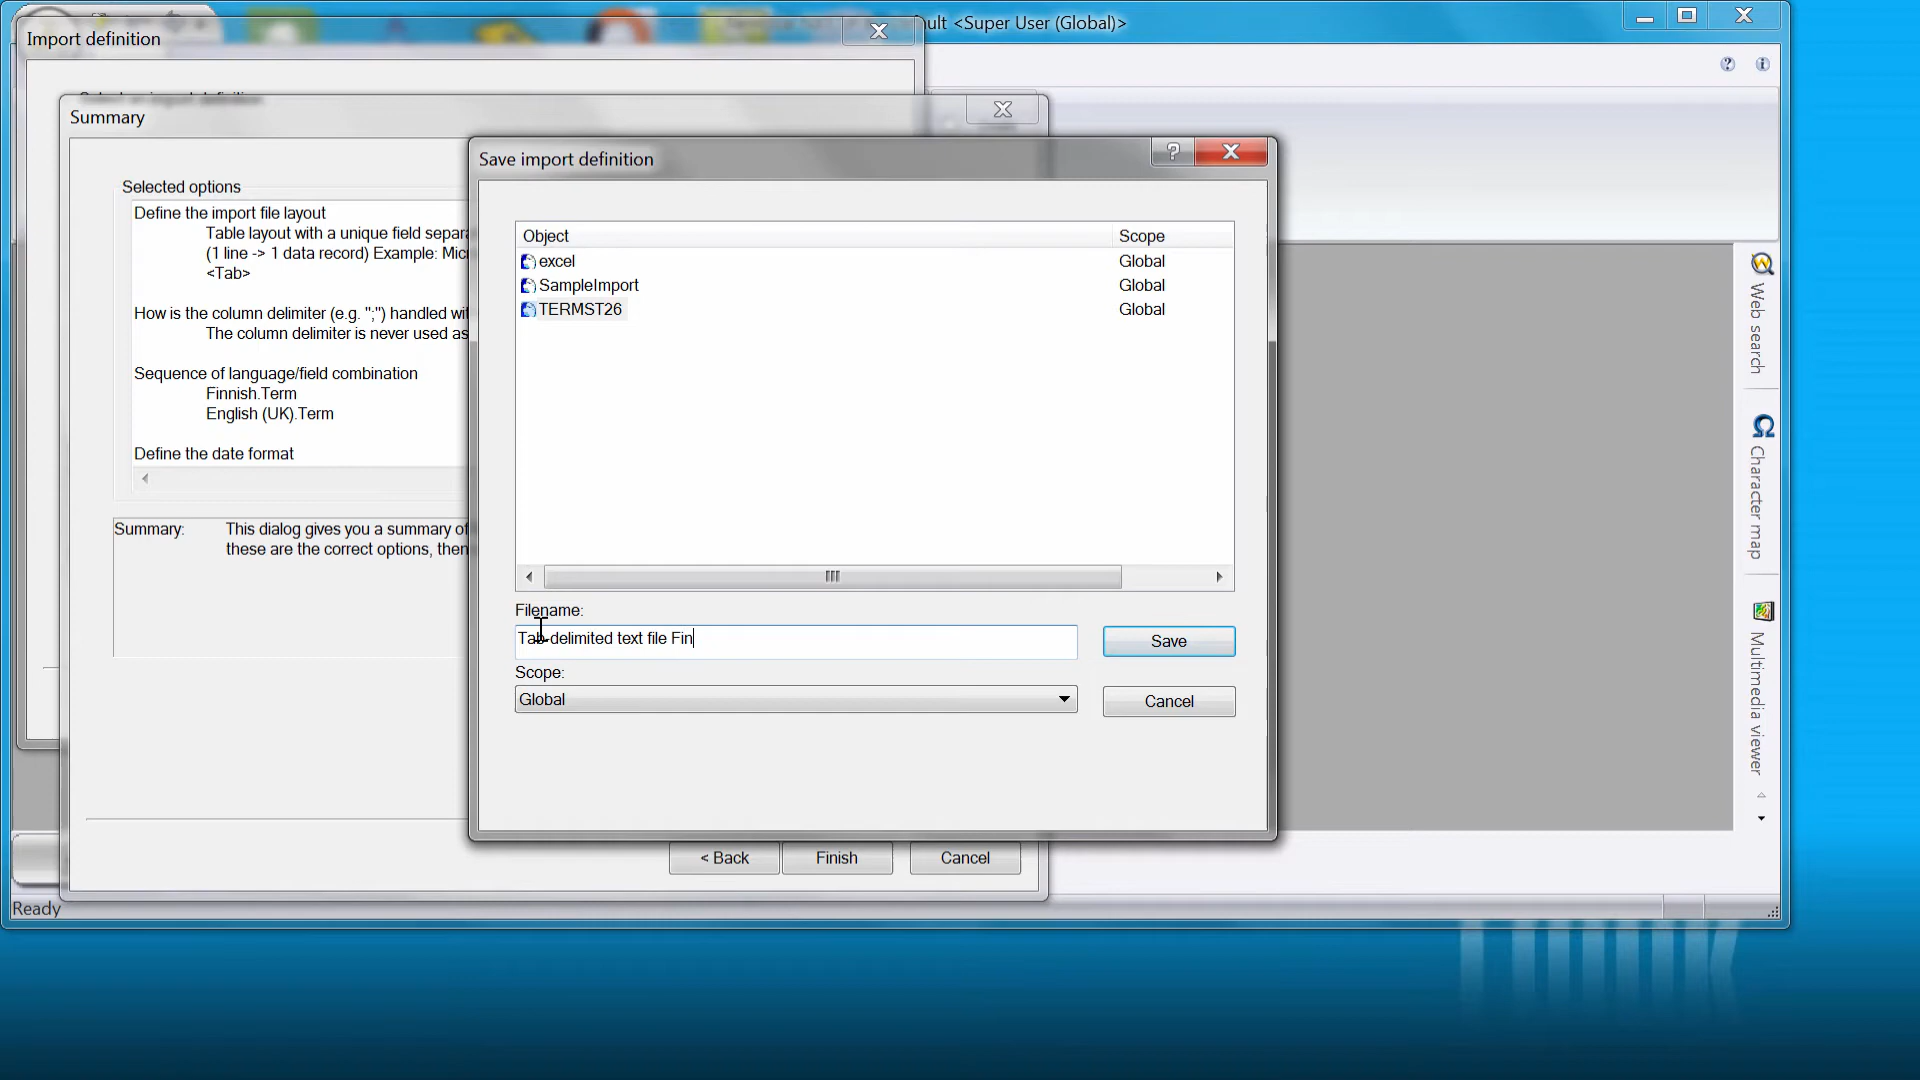 ult <Super User (Global)>
Import definition
Summary
Selected options
Define the import file layout
Table layout with a unique field separa
(1 line -> 1 data record) Example: Mic
<Tab>
How is the column delimiter (e.g. ";") handled wi
The column delimiter is never used as
Sequence of language/field combination
Finnish.Term
English (UK).Term
Define the date format
Summary:
This dialog gives you a summary of
these are the correct options, then
< Back
Finish
Cancel
Ready
Save import definition
Object
Scope
excel
Global
SampleImport
Global
TERMST26
Global
Filename:
Tab-delimited text file Fin
Save
Scope:
Global
Cancel
Web search
Character map
Multimedia viewer